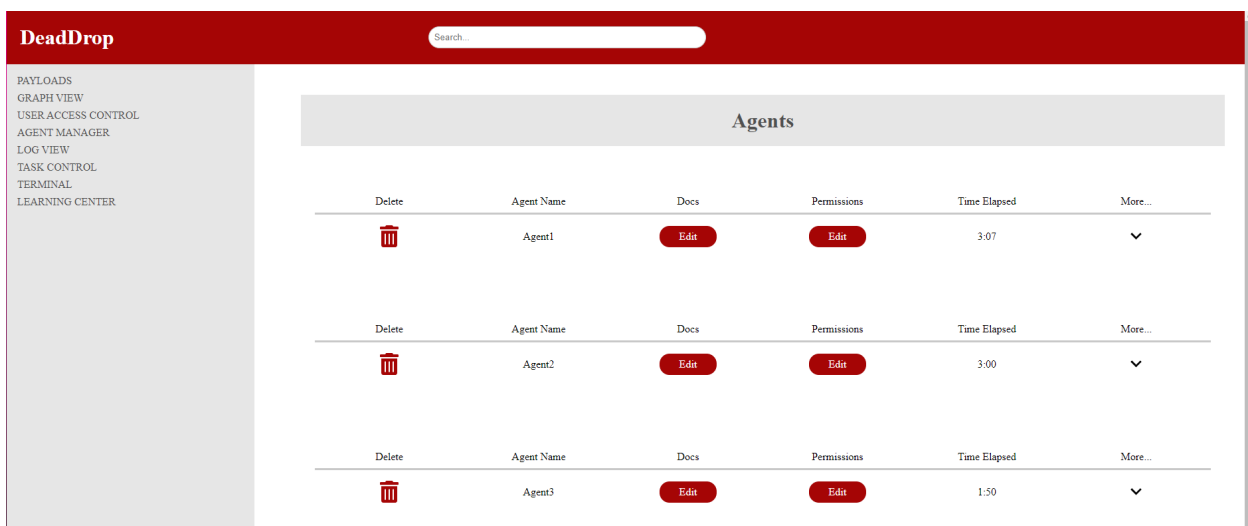 DeadDrop
Search...
PAYLOADS
GRAPH VIEW
USER ACCESS CONTROL
AGENT MANAGER
LOG VIEW
TASK CONTROL
TERMINAL
LEARNING CENTER
Agents
Delete Agent Name Docs Permissions Time Elapsed More...
Agent1 Edit Edit 3:07
Delete Agent Name Docs Permissions Time Elapsed More...
Agent2 Edit Edit 3:00
Delete Agent Name Docs Permissions Time Elapsed More...
Agent3 Edit Edit 1:50